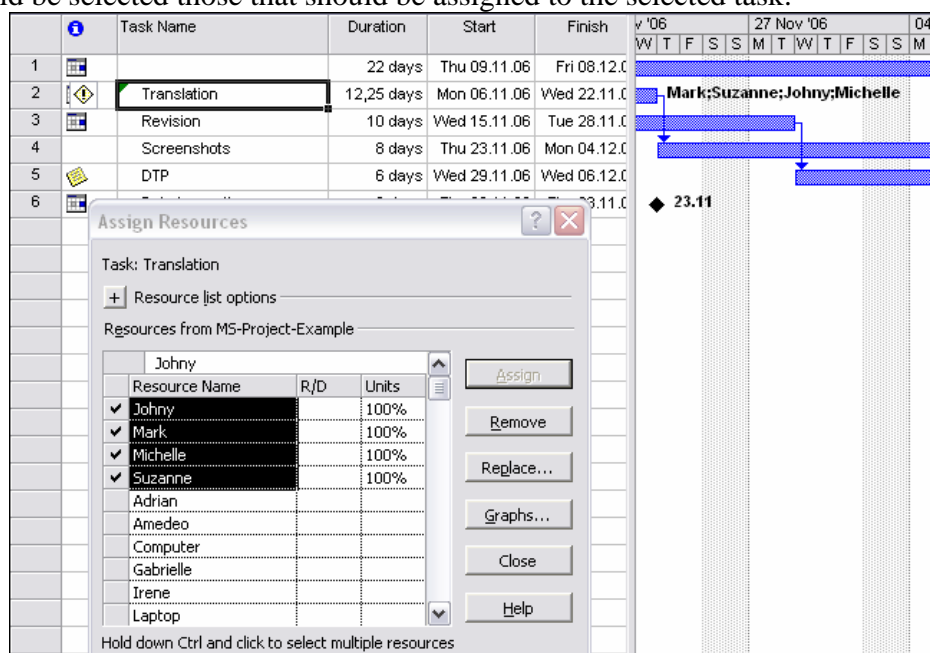 be selected those that should be assigned to the selected task.
Task Name Duration Start Finish '06 27 Nov '06 04
W T F S S M T W T F S S M
1 22 days Thu 09.11.06 Fri 08.12.0
2 Translation 12,25 days Mon 06.11.06 Wed 22.11.0 Mark;Suzanne;Johny;Michelle
3 Revision 10 days Wed 15.11.06 Tue 28.11.0
4 Screenshots 8 days Thu 23.11.06 Mon 04.12.0
5 DTP 6 days Wed 29.11.06 Wed 06.12.0
6 3.11.0 23.11
Assign Resources
Task: Translation
+ Resource list options
Resources from MS-Project-Example
Johny
Assign
Resource Name R/D Units
Johny 100%
Mark 100%
Remove
Michelle 100%
Suzanne 100%
Replace...
Adrian
Amedeo
Graphs...
Computer
Gabrielle
Close
Irene
Laptop
Help
Hold down Ctrl and click to select multiple resources